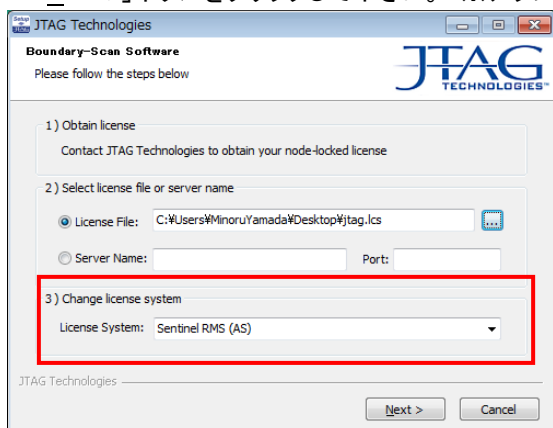 JTAG Technologies
Boundary-Scan Software
Please follow the steps below
JTAG
TECHNOLOGIES
1) Obtain license
Contact JTAG Technologies to obtain your node-locked license
2) Select license file or server name
License File: C:¥Users¥MinoruYamada¥Desktop¥jtag.lcs ...
Server Name: Port:
3) Change license system
License System: Sentinel RMS (AS)
JTAG Technologies
Next > Cancel